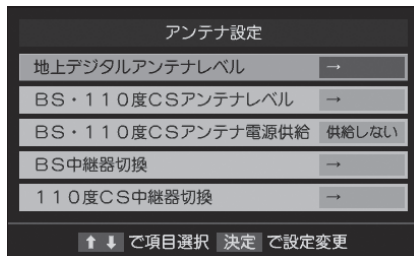 アンテナ設定
地上デジタルアンテナレベル →
BS・110度CSアンテナレベル →
BS・110度CSアンテナ電源供給 供給しない
BS中継器切換 →
110度CS中継器切換 →
⬆⬇ で項目選択 決定 で設定変更